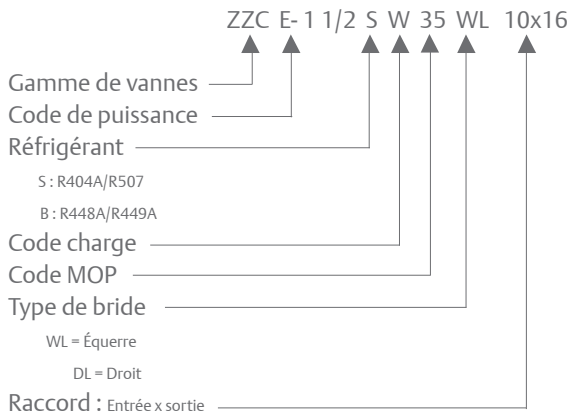 ZZC E- 1 1/2 S W 35 WL 10x16
Gamme de vannes
Code de puissance
Réfrigérant
S : R404A/R507
B : R448A/R449A
Code charge
Code MOP
Type de bride
WL = Équerre
DL = Droit
Raccord : Entrée x sortie